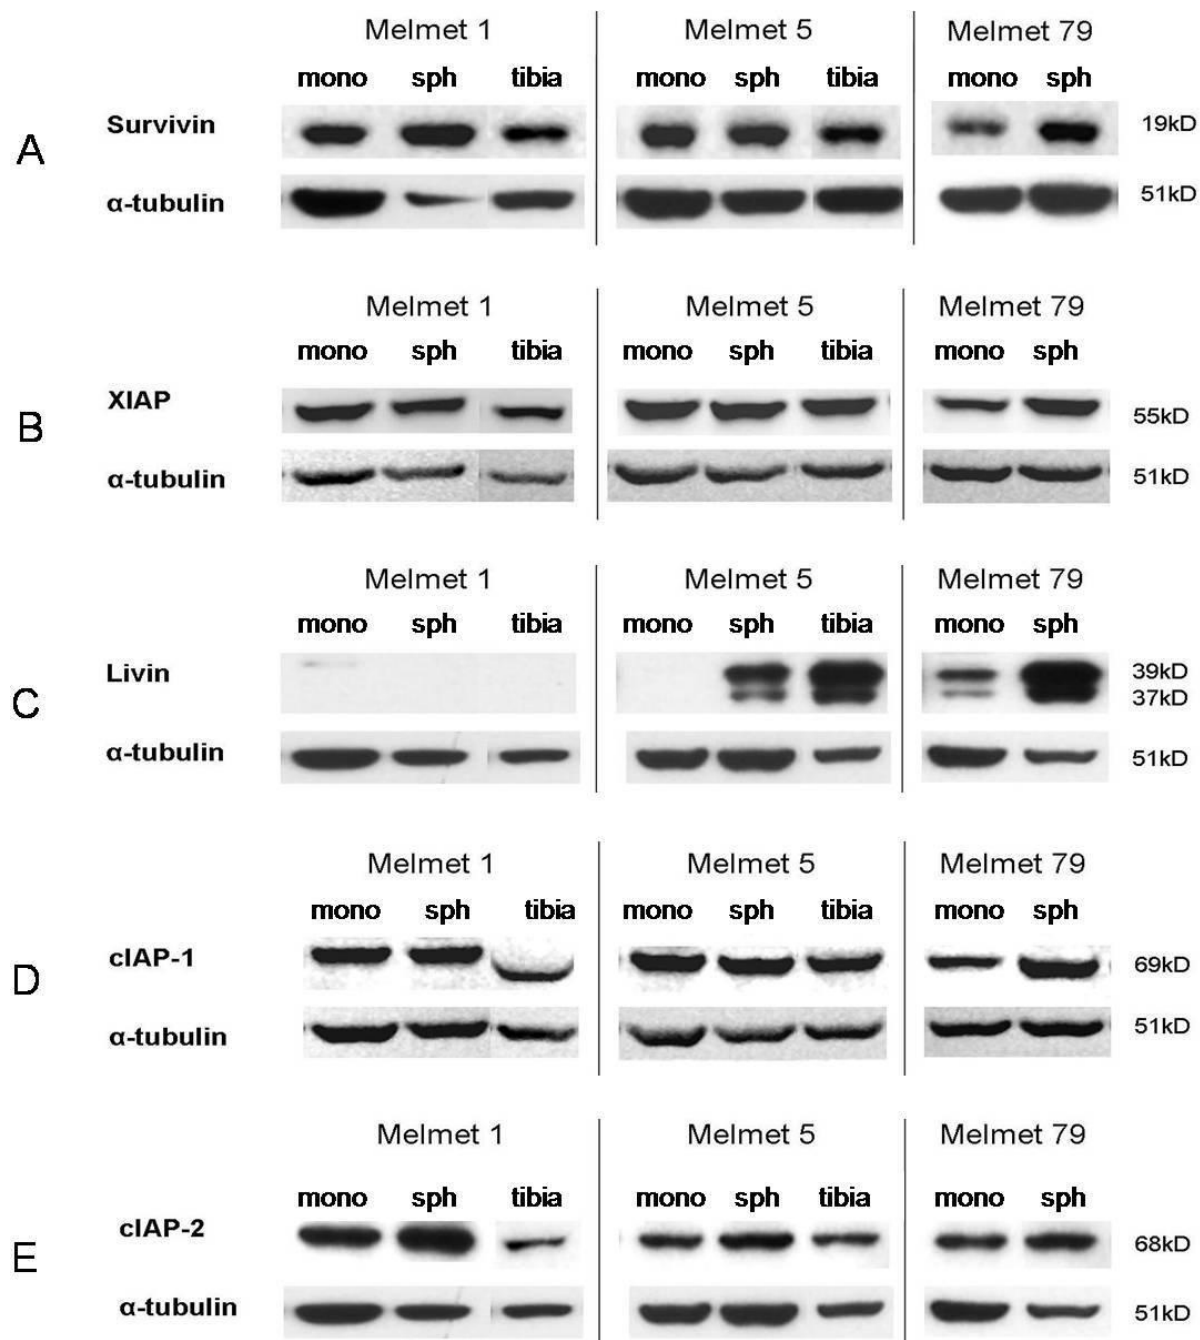 Melmet 1 Melmet 5 Melmet 79
mono sph tibia mono sph tibia mono sph
A Survivin 19kD
α-tubulin 51kD
Melmet 1 Melmet 5 Melmet 79
mono sph tibia mono sph tibia mono sph
B XIAP 55kD
α-tubulin 51kD
Melmet 1 Melmet 5 Melmet 79
mono sph tibia mono sph tibia mono sph
C Livin 39kD
37kD
α-tubulin 51kD
Melmet 1 Melmet 5 Melmet 79
mono sph tibia mono sph tibia mono sph
D cIAP-1 69kD
α-tubulin 51kD
Melmet 1 Melmet 5 Melmet 79
mono sph tibia mono sph tibia mono sph
E cIAP-2 68kD
α-tubulin 51kD